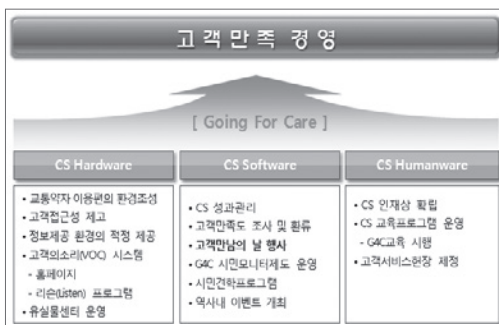 고객만족 경영
[ Going For Care ]
CS Hardware
• 교통약자 이용편의 환경조성
• 고객접근성 제고
• 정보제공 환경의 적정 제공
• 고객의소리(VOC) 시스템
- 홈페이지
- 리슨(Listen) 프로그램
• 유실물센터 운영
CS Software
• CS 성과관리
• 고객만족도 조사 및 환류
• 고객만남의 날 행사
• G4C 시민모니터제도 운영
• 시민견학프로그램
• 역사내 이벤트 개최
CS Humanware
• CS 인재상 확립
• CS 교육프로그램 운영
- G4C교육 시행
• 고객서비스헌장 제정